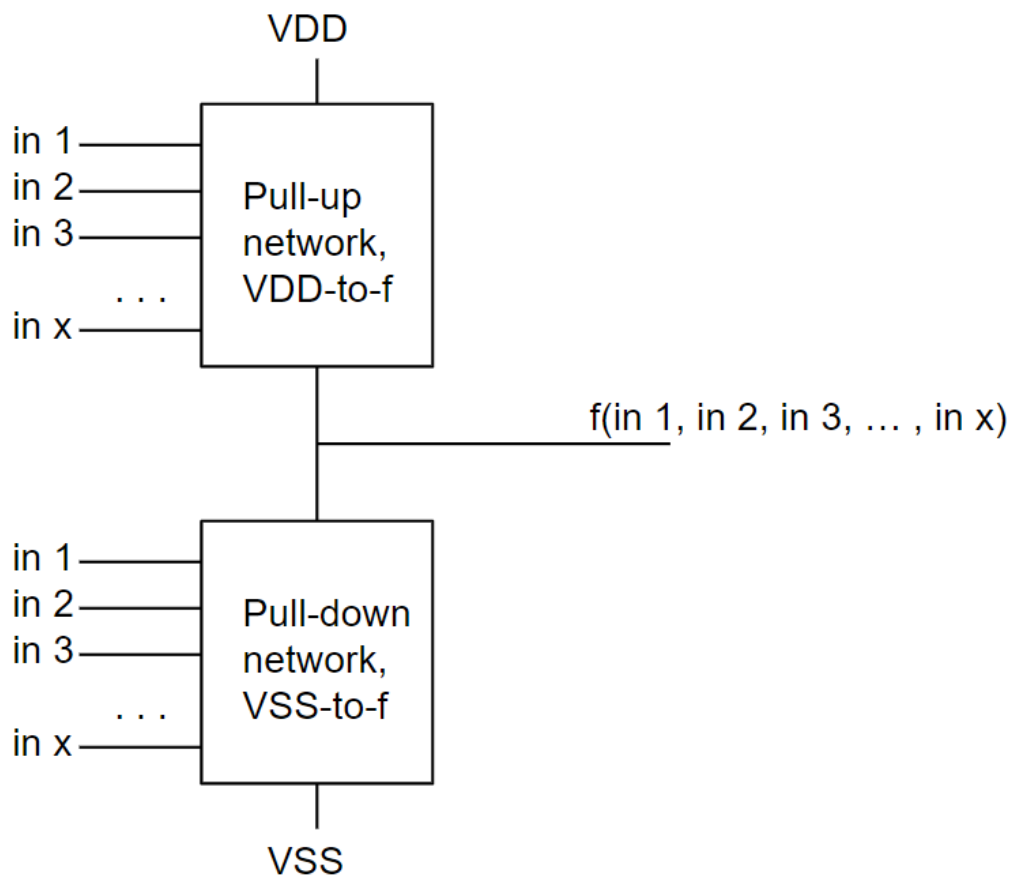 VDD
in 1
in 2
in 3
. . .
in x
Pull-up
network,
VDD-to-f
f(in 1, in 2, in 3, … , in x)
in 1
in 2
in 3
. . .
in x
Pull-down
network,
VSS-to-f
VSS